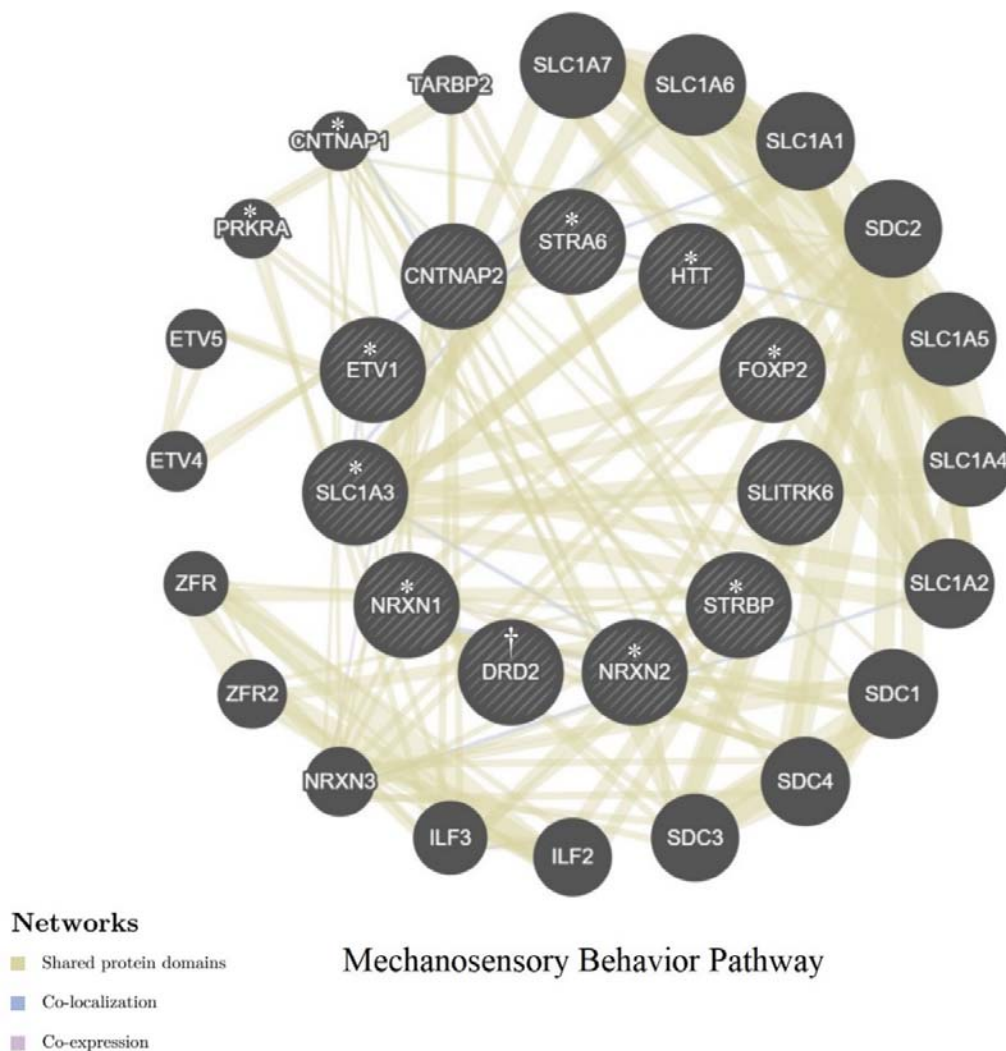 SLC1A7
SLC1A6
TARBP2
*
CNTNAP1
SLC1A1
*
PRKRA
SDC2
*
STRA6
CNTNAP2
*
HTT
ETV5
SLC1A5
*
ETV1
*
FOXP2
ETV4
SLC1A4
*
SLC1A3
SLITRK6
ZFR
SLC1A2
*
NRXN1
*
STRBP
†
DRD2
*
NRXN2
ZFR2
SDC1
NRXN3
SDC4
ILF3
ILF2
SDC3
Networks
Shared protein domains
Co-localization
Co-expression
Mechanosensory Behavior Pathway